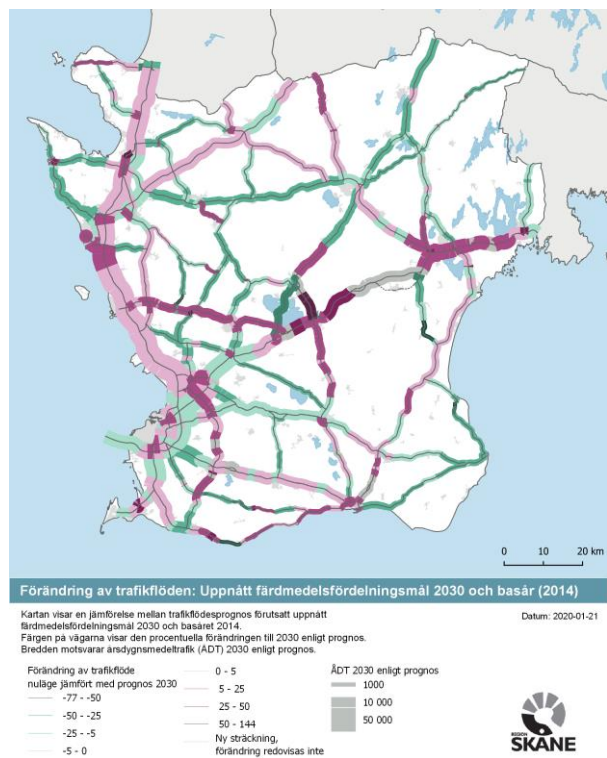 0 10 20 km
Förändring av trafikflöden: Uppnått färdmedelsfördelningsmål 2030 och basår (2014)
Kartan visar en jämförelse mellan trafikflödesprognos förutsatt uppnått
färdmedelsfördelningsmål 2030 och basåret 2014.
Färgen på vägarna visar den procentuella förändringen till 2030 enligt prognos.
Bredden motsvarar årsdygnsmedeltrafik (ÅDT) 2030 enligt prognos.
Datum: 2020-01-21
Förändring av trafikflöde
nuläge jämfört med prognos 2030
-77 - -50
-50 - -25
-25 - -5
-5 - 0
0 - 5
5 - 25
25 - 50
50 - 144
Ny sträckning,
förändring redovisas inte
ÅDT 2030 enligt prognos
1000
10 000
50 000
REGION
SKÅNE